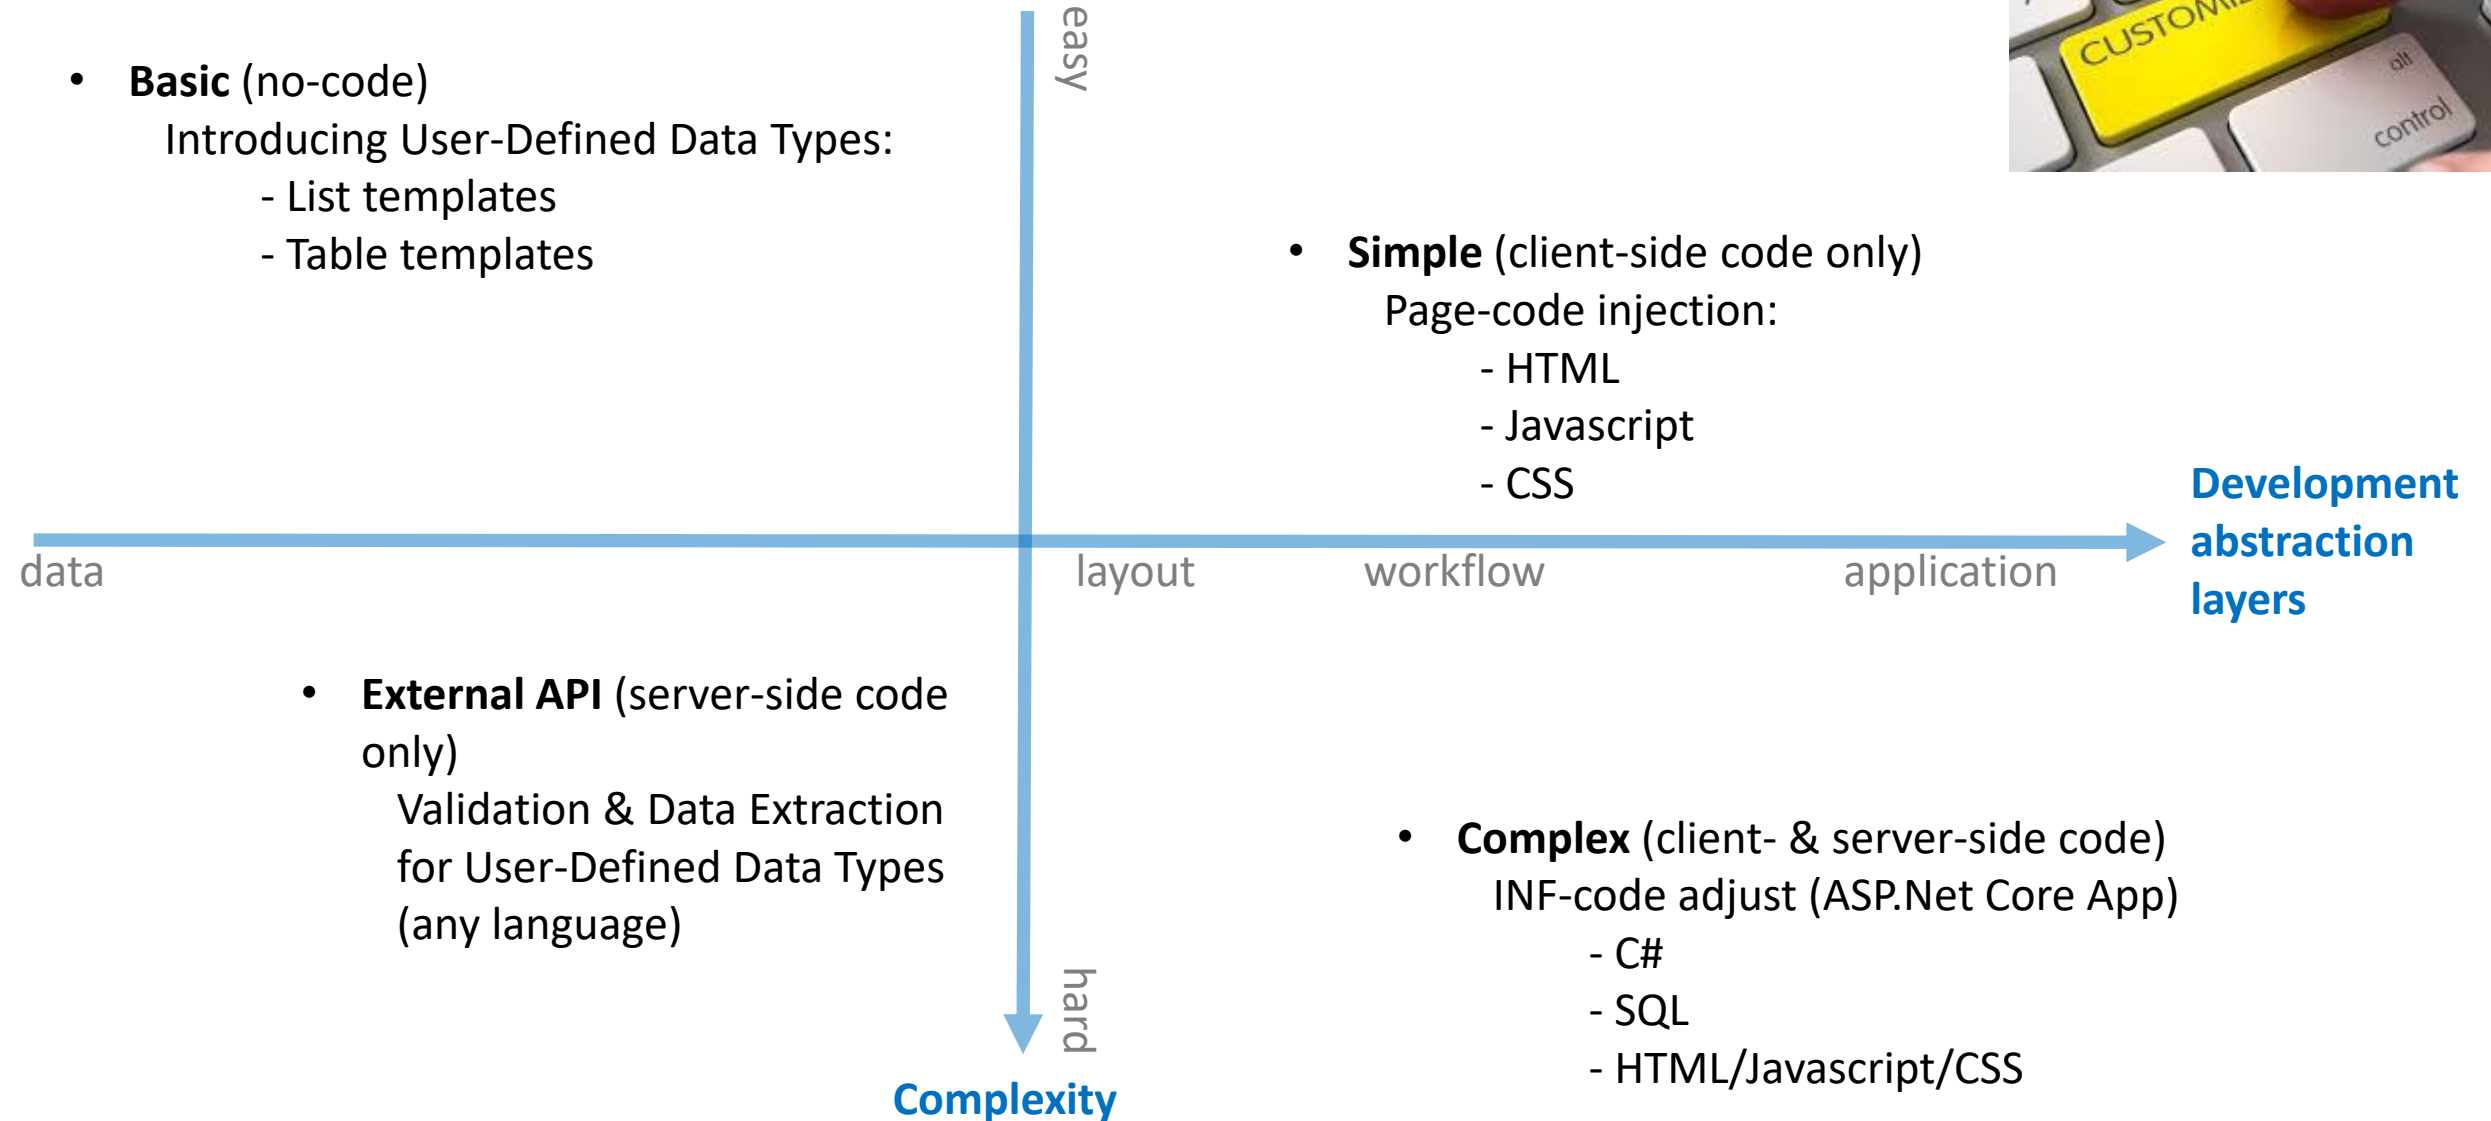 easy
CUSTOMIZ
alt
control
• Basic (no-code)
Introducing User-Defined Data Types:
- List templates
- Table templates
• Simple (client-side code only)
Page-code injection:
- HTML
- Javascript
- CSS
Development
abstraction
layers
data
layout
workflow
application
• External API (server-side code
only)
Validation & Data Extraction
for User-Defined Data Types
(any language)
• Complex (client- & server-side code)
INF-code adjust (ASP.Net Core App)
- C#
- SQL
- HTML/Javascript/CSS
hard
Complexity